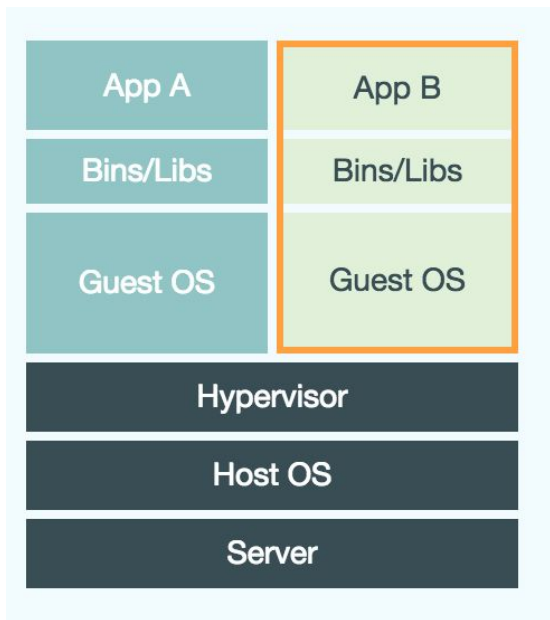 App A
App B
Bins/Libs
Bins/Libs
Guest OS
Guest OS
Hypervisor
Host OS
Server